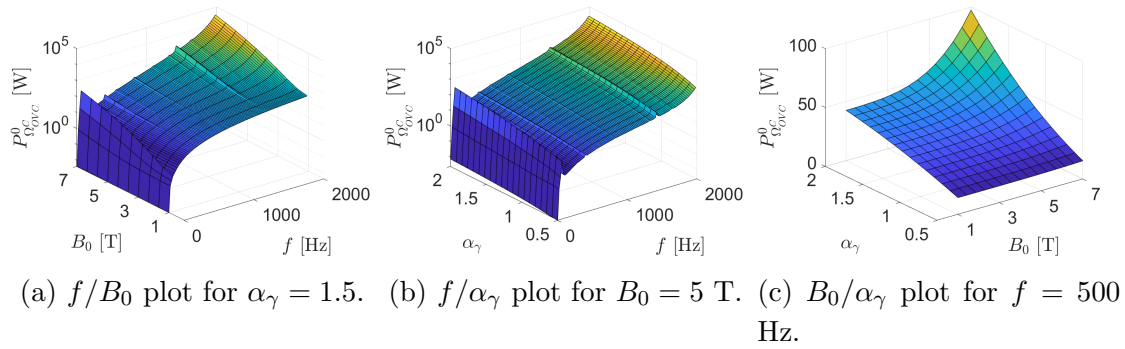 10^5
10^0
P^0_{Ω^C_{OVC}} [W]
7
5
3
1
B_0 [T]
0
1000
2000
f [Hz]
10^5
10^0
P^0_{Ω^C_{OVC}} [W]
2
1.5
1
0.5
α_γ
0
1000
2000
f [Hz]
100
50
0
P^0_{Ω^C_{OVC}} [W]
2
1.5
1
0.5
α_γ
1
3
5
7
B_0 [T]
(a) f/B_0 plot for α_γ = 1.5.
(b) f/α_γ plot for B_0 = 5 T.
(c) B_0/α_γ plot for f = 500
Hz.